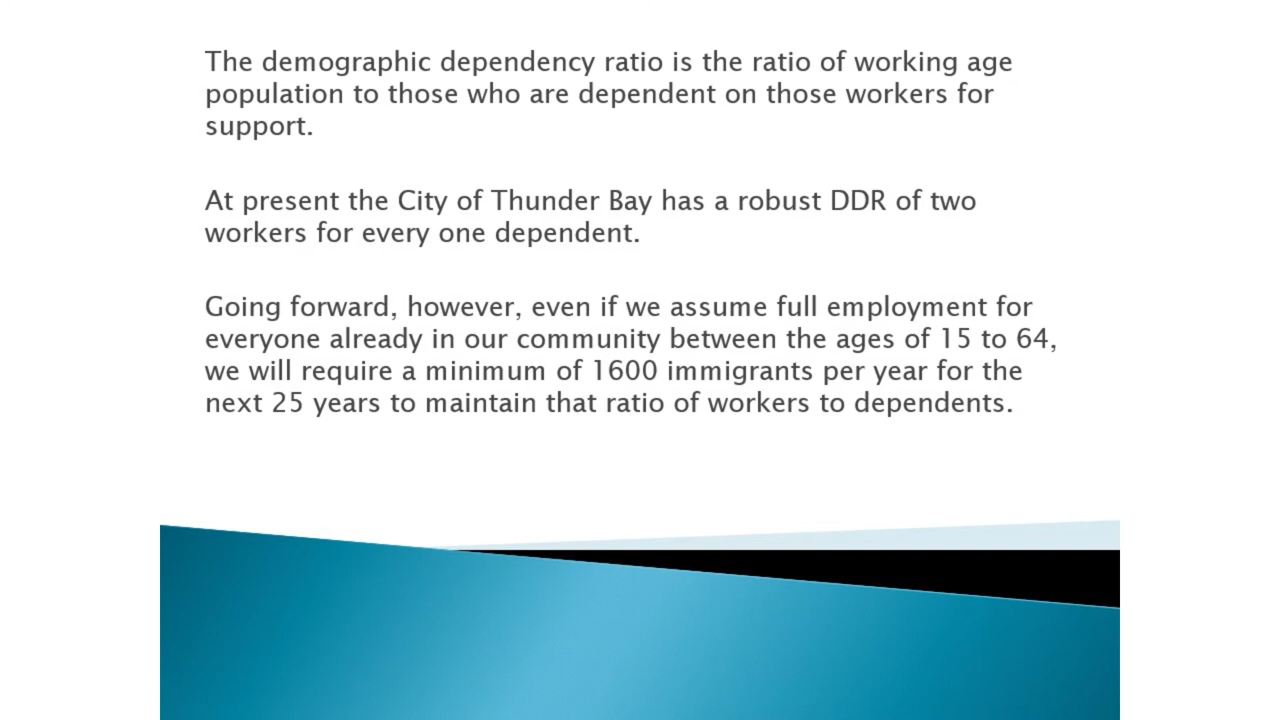 The demographic dependency ratio is the ratio of working age
population to those who are dependent on those workers for
support.
At present the City of Thunder Bay has a robust DDR of two
workers for every one dependent.
Going forward, however, even if we assume full employment for
everyone already in our community between the ages of 15 to 64,
we will require a minimum of 1600 immigrants per year for the
next 25 years to maintain that ratio of workers to dependents.